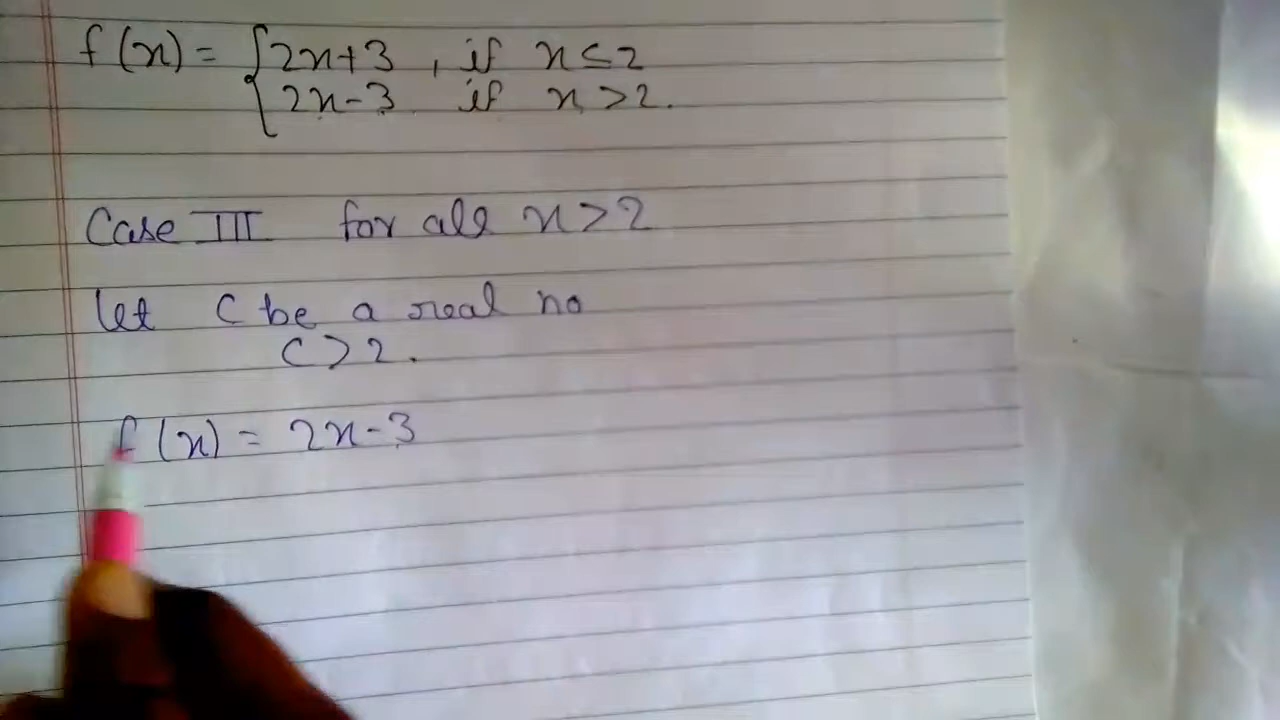 f(x) = {2x+3 , if x ≤ 2
{2x-3 if x > 2.
Case III for all x > 2
let C be a real no
C > 2.
f(x) = 2x-3